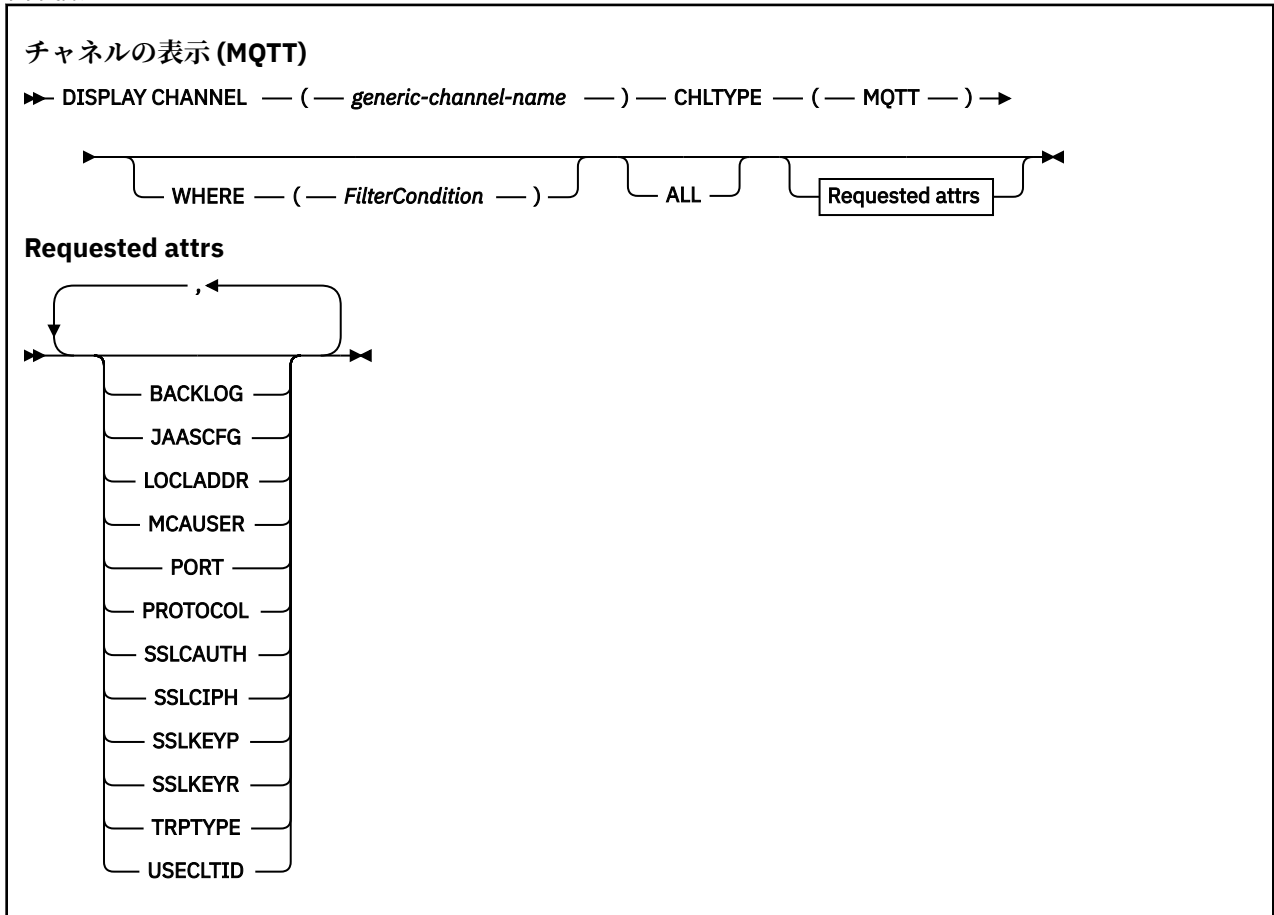 チャネルの表示 (MQTT)
DISPLAY CHANNEL ( generic-channel-name ) CHLTYPE ( MQTT )
WHERE ( FilterCondition ) ALL Requested attrs
Requested attrs
,
BACKLOG
JAASCFG
LOCLADDR
MCAUSER
PORT
PROTOCOL
SSLCAUTH
SSLCIPH
SSLKEYP
SSLKEYR
TRPTYPE
USECLTID